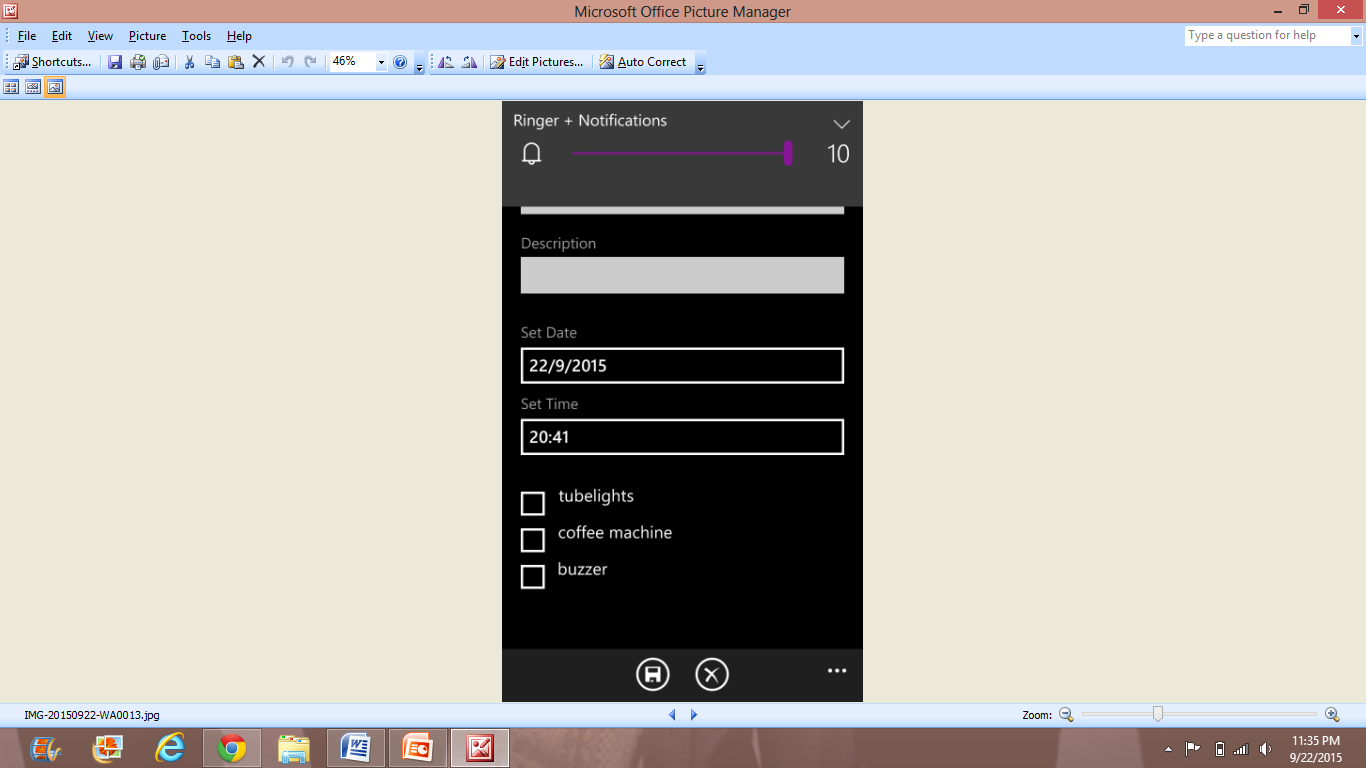 Microsoft Office Picture Manager
File Edit View Picture Tools Help
Type a question for help
Shortcuts... 46% Edit Pictures... Auto Correct
Ringer + Notifications
10
Description
Set Date
22/9/2015
Set Time
20:41
tubelights
coffee machine
buzzer
IMG-20150922-WA0013.jpg
Zoom:
11:35 PM
9/22/2015